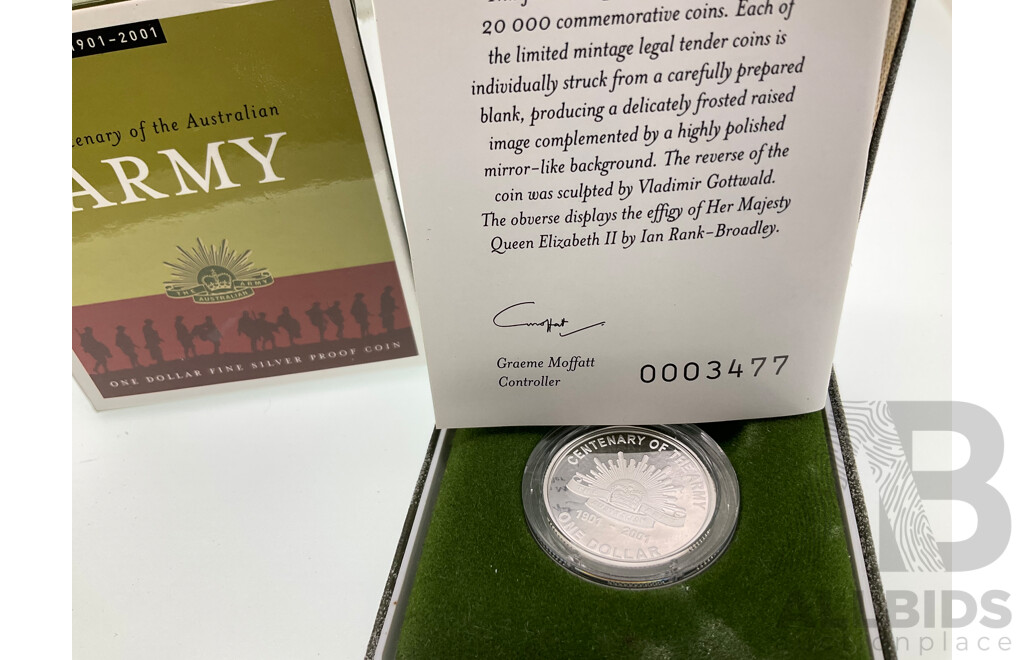 1901-2001
Centenary of the Australian
ARMY
THE ARMY
AUSTRALIAN
ONE DOLLAR FINE SILVER PROOF COIN
20 000 commemorative coins. Each of
the limited mintage legal tender coins is
individually struck from a carefully prepared
blank, producing a delicately frosted raised
image complemented by a highly polished
mirror-like background. The reverse of the
coin was sculpted by Vladimir Gottwald.
The obverse displays the effigy of Her Majesty
Queen Elizabeth II by Ian Rank-Broadley.
Cmoffatt
Graeme Moffatt
Controller
0003477
CENTENARY OF THE ARMY
1901 - 2001
ONE DOLLAR
B
ALLBIDS